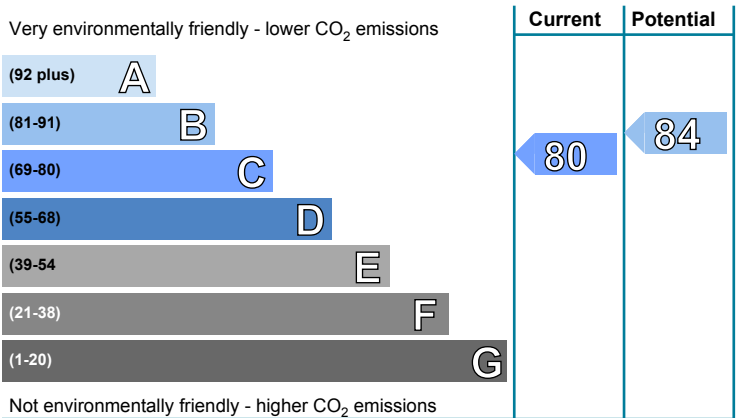 Very environmentally friendly - lower CO2 emissions
Current
Potential
(92 plus) A
(81-91) B
(69-80) C
(55-68) D
(39-54 E
(21-38) F
(1-20) G
80
84
Not environmentally friendly - higher CO2 emissions